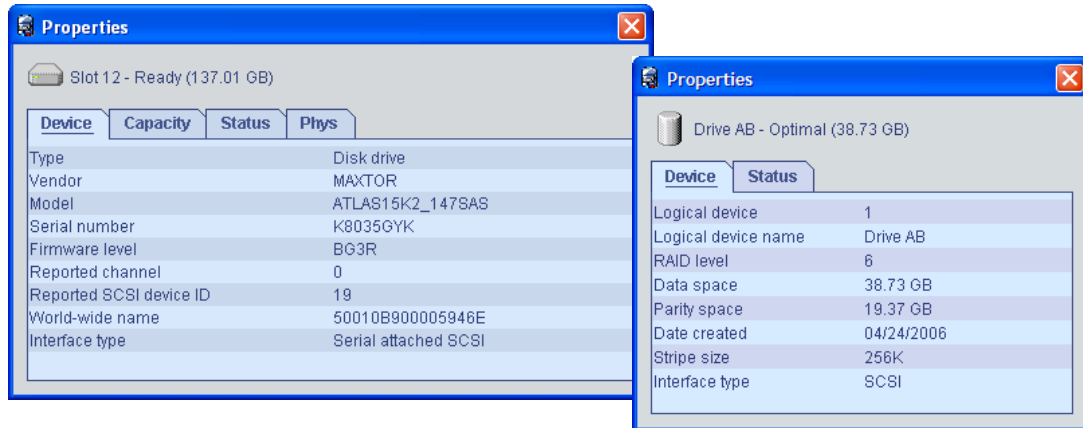 Properties
Slot 12 - Ready (137.01 GB)
Device Capacity Status Phys
Type Disk drive
Vendor MAXTOR
Model ATLAS15K2_147SAS
Serial number K8035GYK
Firmware level BG3R
Reported channel 0
Reported SCSI device ID 19
World-wide name 50010B900005946E
Interface type Serial attached SCSI
Properties
Drive AB - Optimal (38.73 GB)
Device Status
Logical device 1
Logical device name Drive AB
RAID level 6
Data space 38.73 GB
Parity space 19.37 GB
Date created 04/24/2006
Stripe size 256K
Interface type SCSI